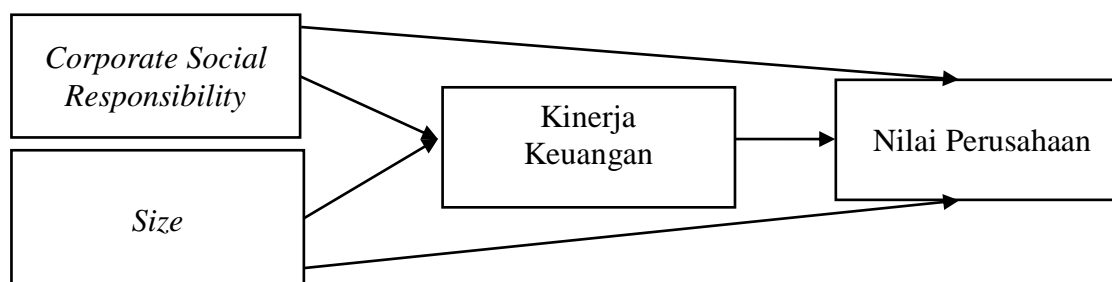 Corporate Social
Responsibility
Kinerja
Keuangan
Nilai Perusahaan
Size